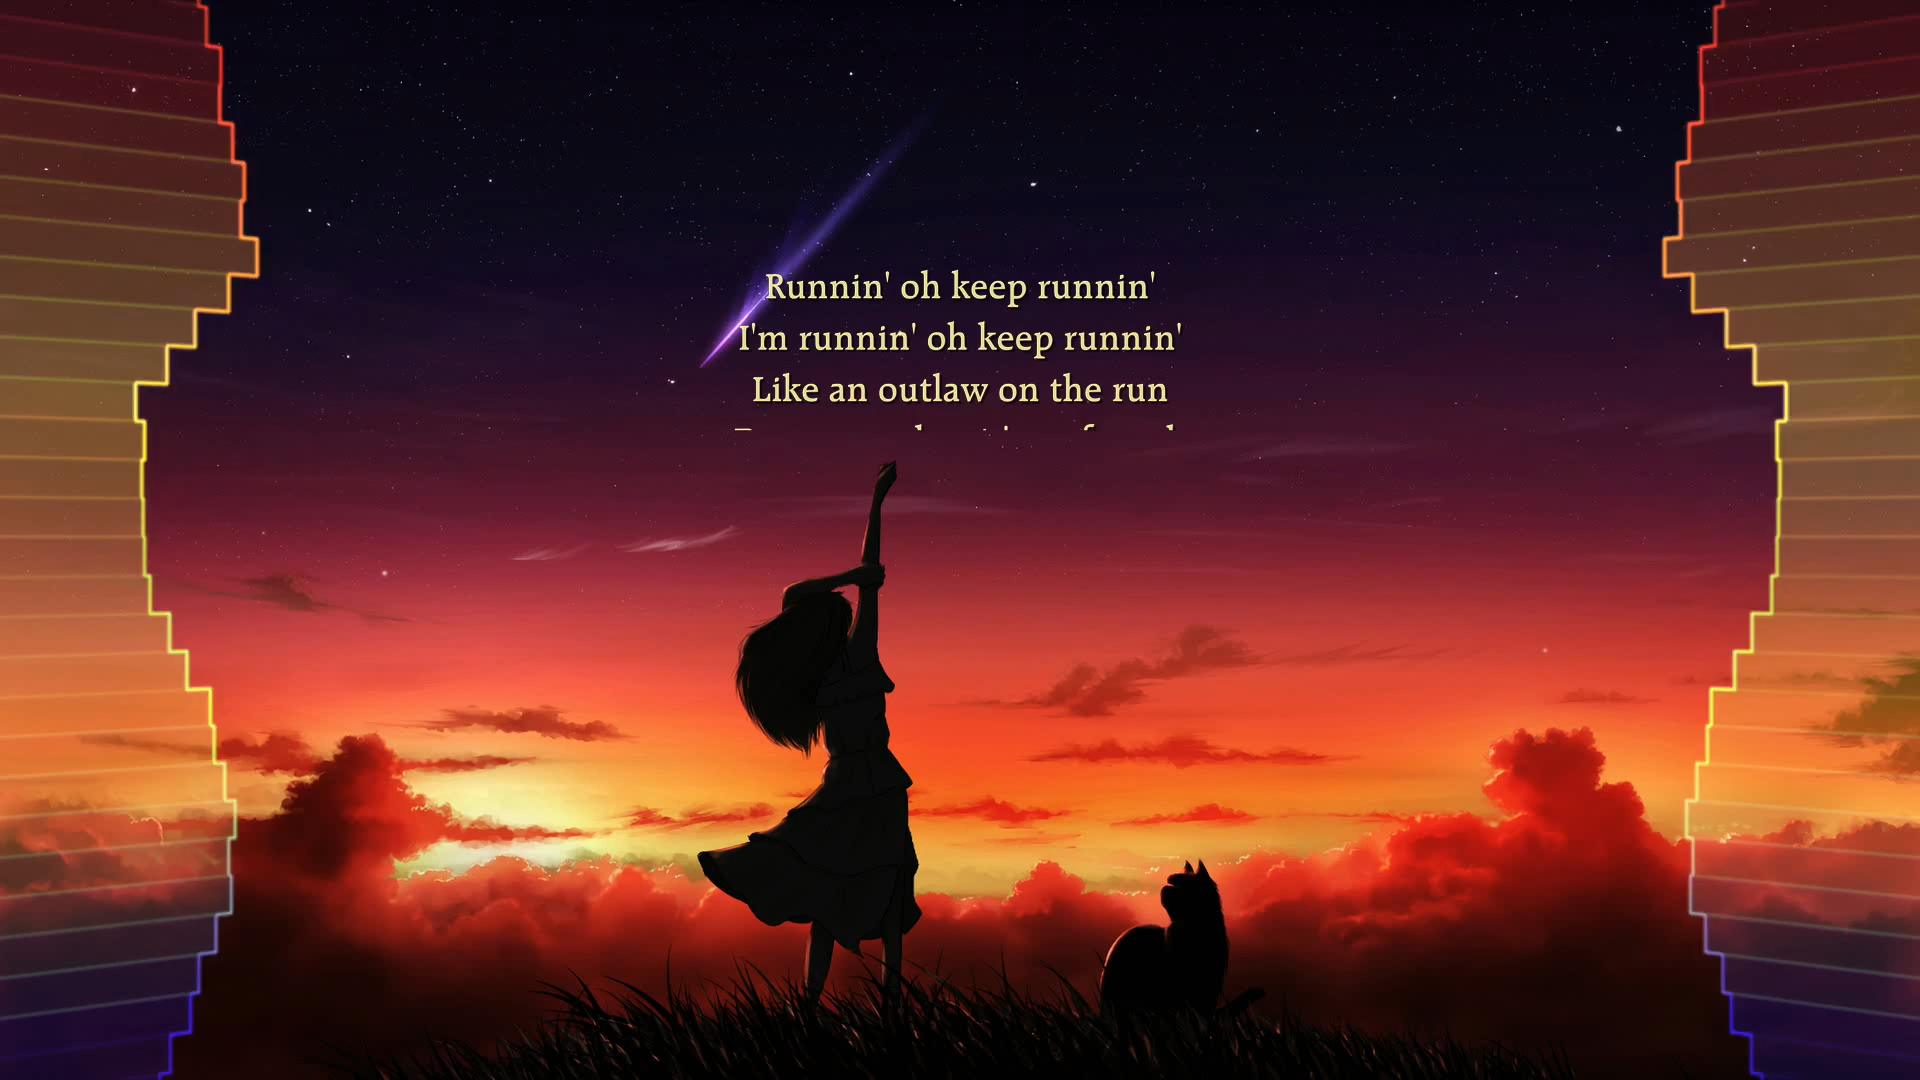 Runnin' oh keep runnin'
I'm runnin' oh keep runnin'
Like an outlaw on the run